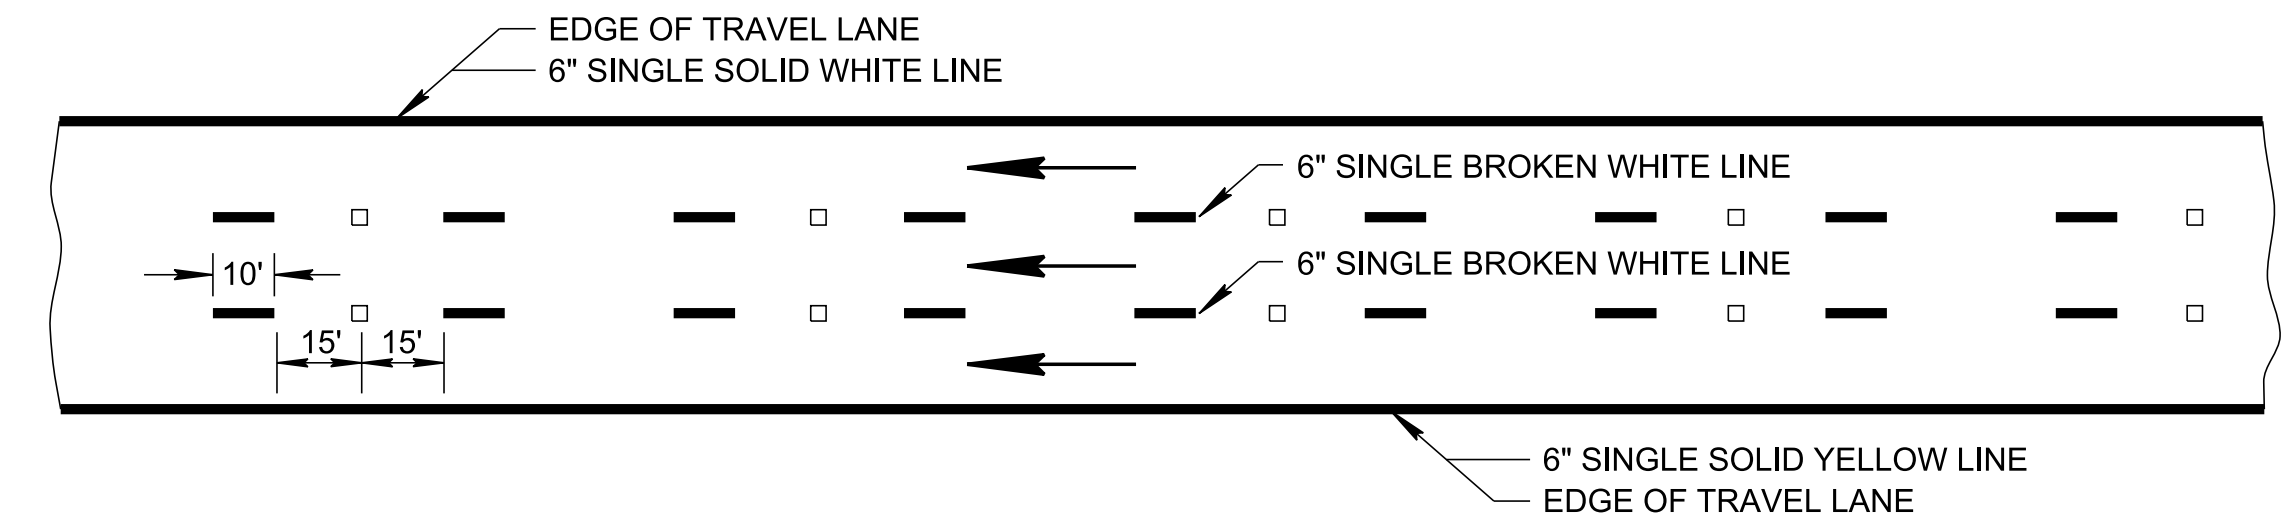 EDGE OF TRAVEL LANE
6" SINGLE SOLID WHITE LINE
6" SINGLE BROKEN WHITE LINE
6" SINGLE BROKEN WHITE LINE
10'
15' 15'
6" SINGLE SOLID YELLOW LINE
EDGE OF TRAVEL LANE